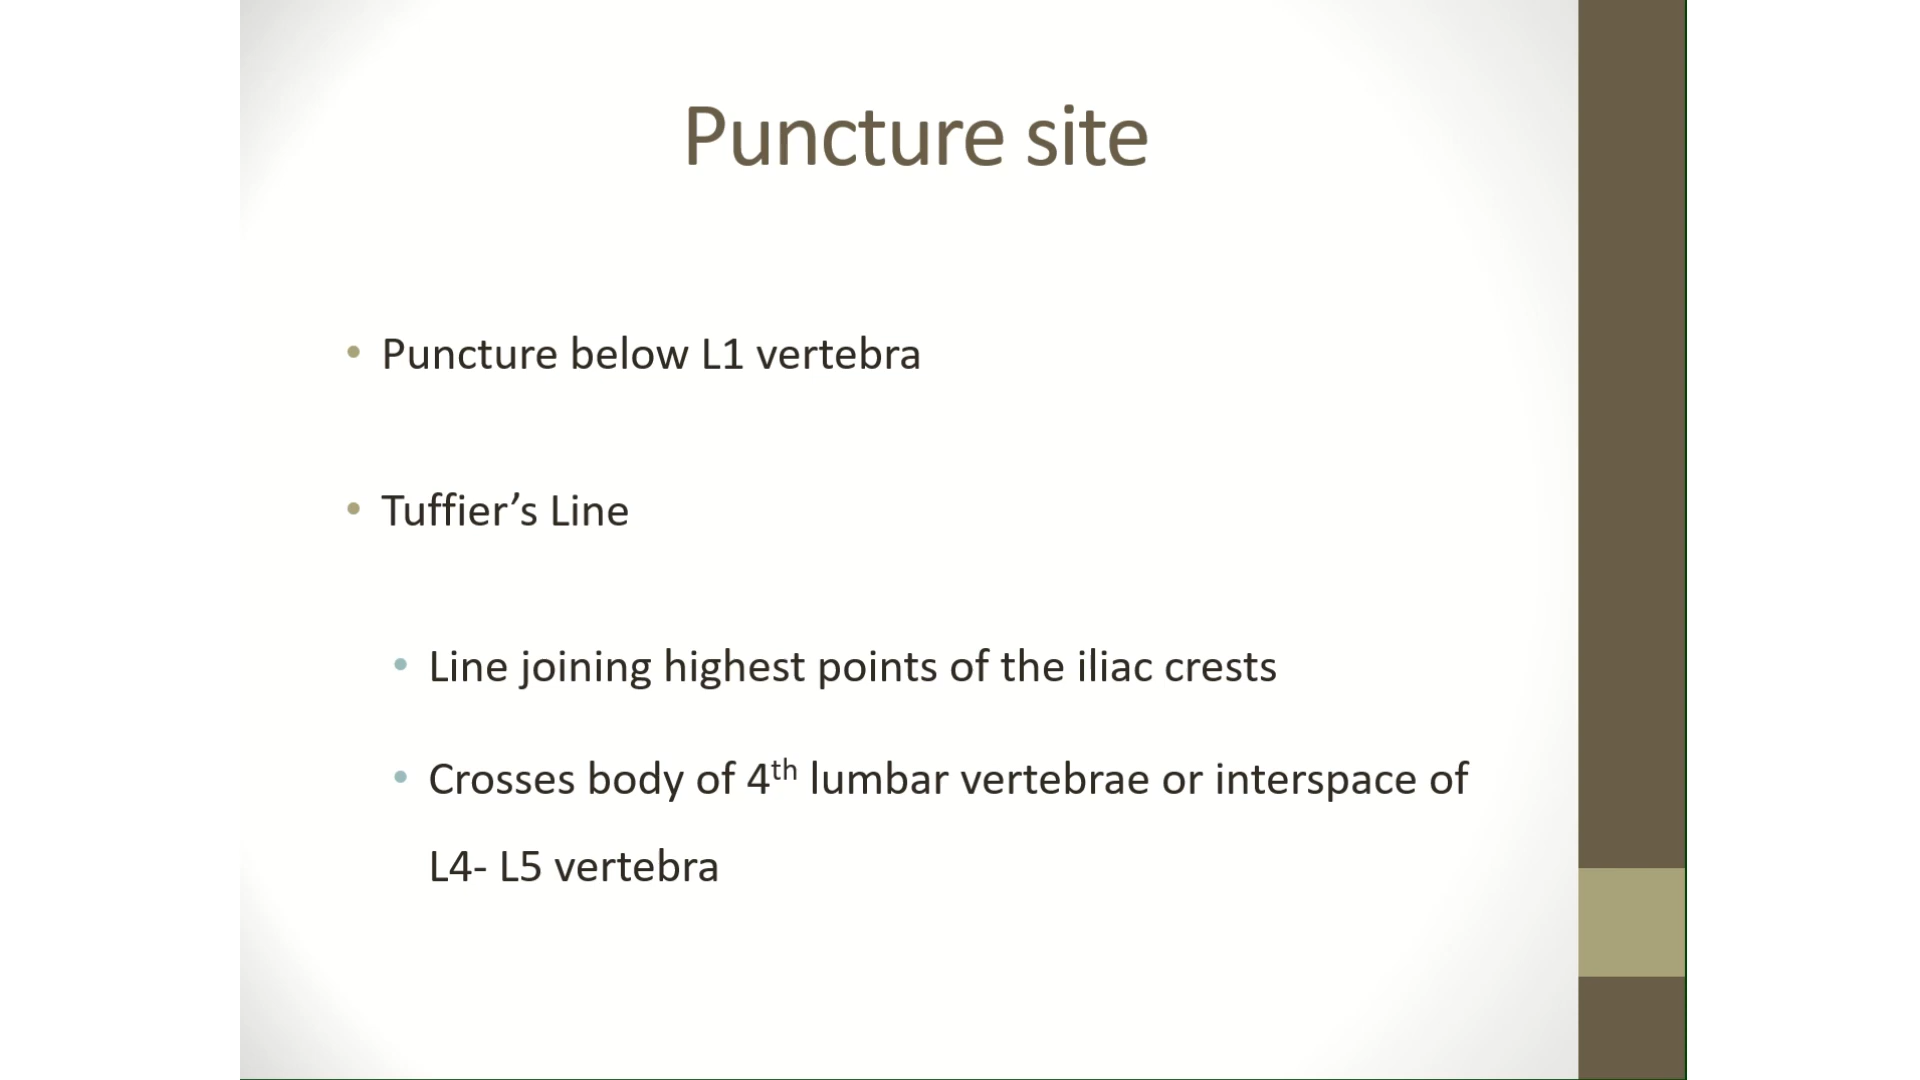 Puncture site
• Puncture below L1 vertebra
• Tuffier’s Line
• Line joining highest points of the iliac crests
• Crosses body of 4th lumbar vertebrae or interspace of
L4- L5 vertebra